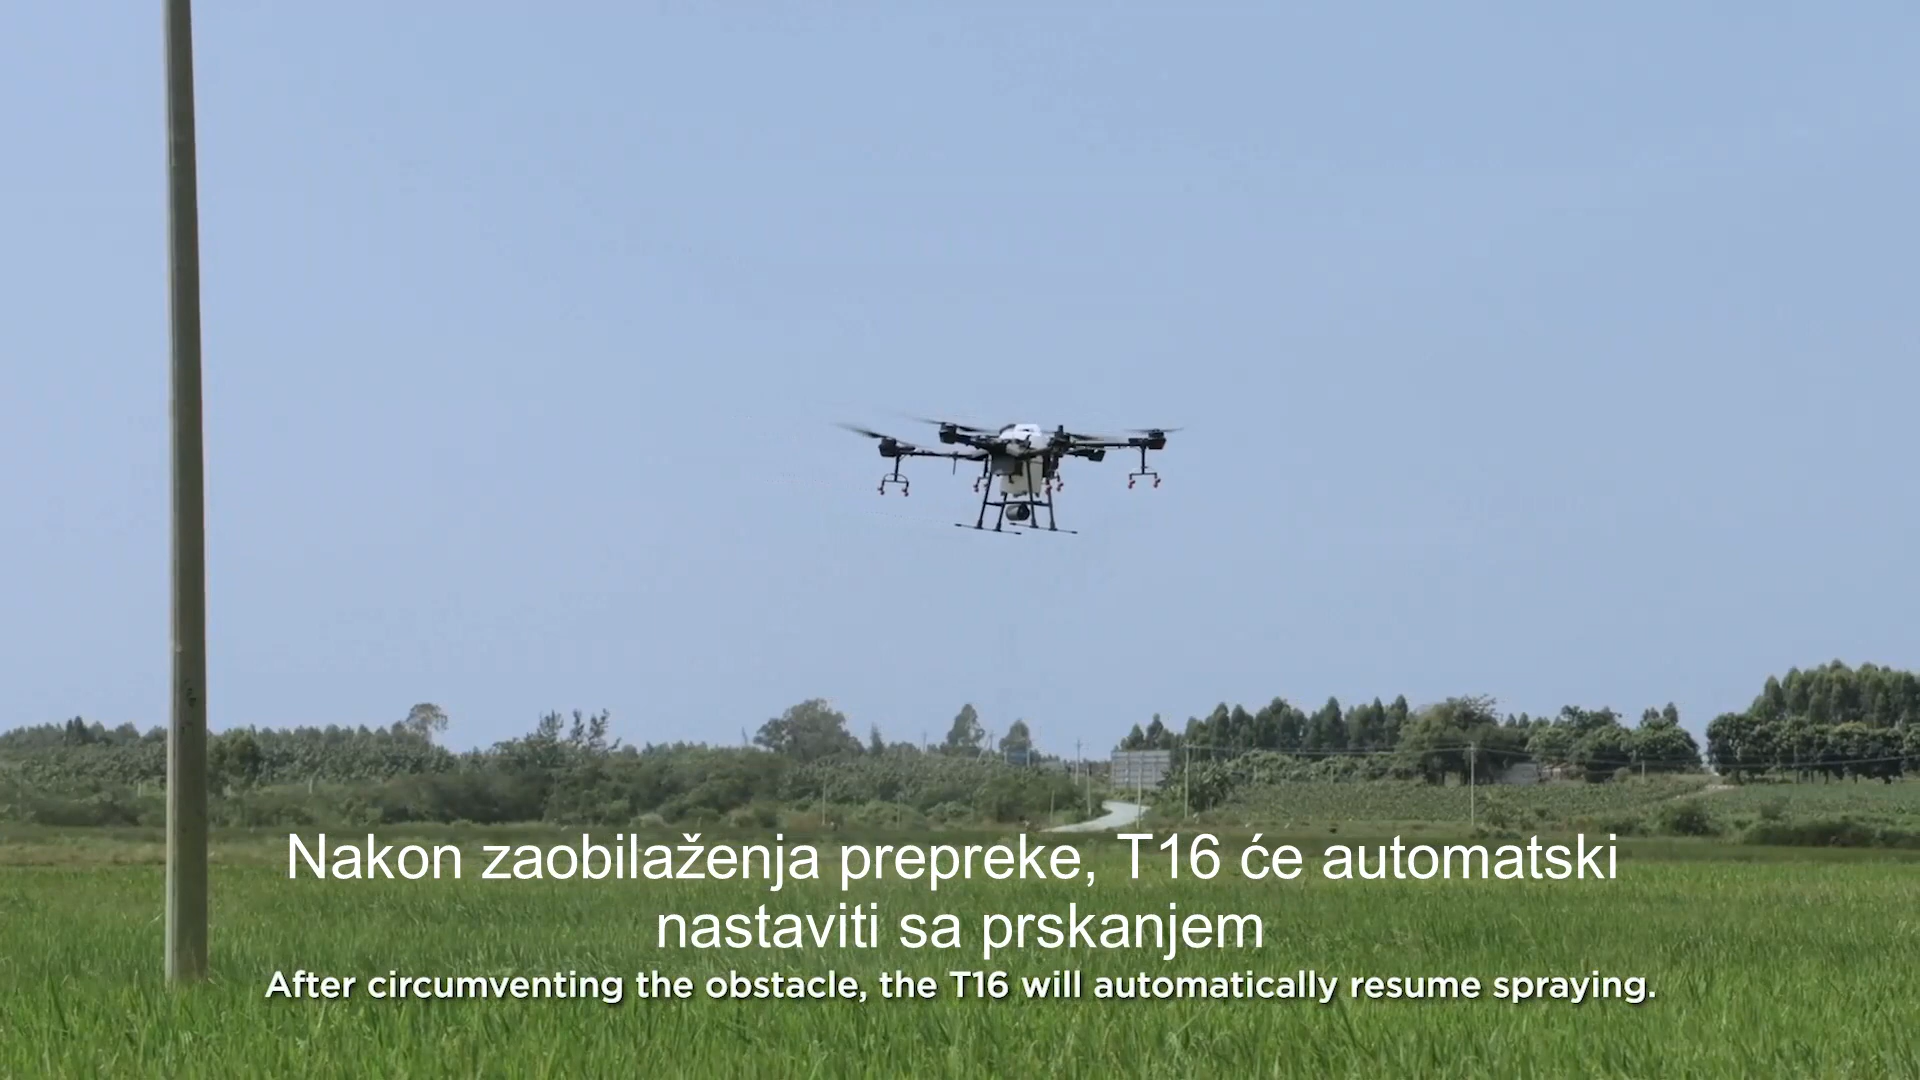 Nakon zaobilaženja prepreke, T16 će automatski
nastaviti sa prskanjem
After circumventing the obstacle, the T16 will automatically resume spraying.